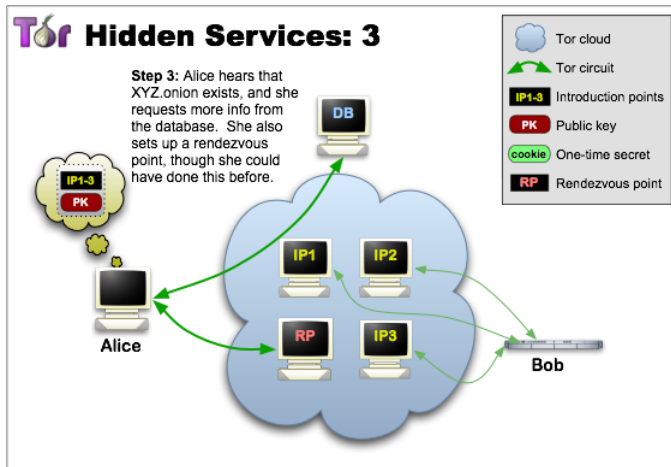 Tor Hidden Services: 3
Step 3: Alice hears that
XYZ.onion exists, and she
requests more info from
the database. She also
sets up a rendezvous
point, though she could
have done this before.
DB
Tor cloud
Tor circuit
IP1-3 Introduction points
PK Public key
cookie One-time secret
RP Rendezvous point
IP1-3
PK
IP1
IP2
RP
IP3
Alice
Bob